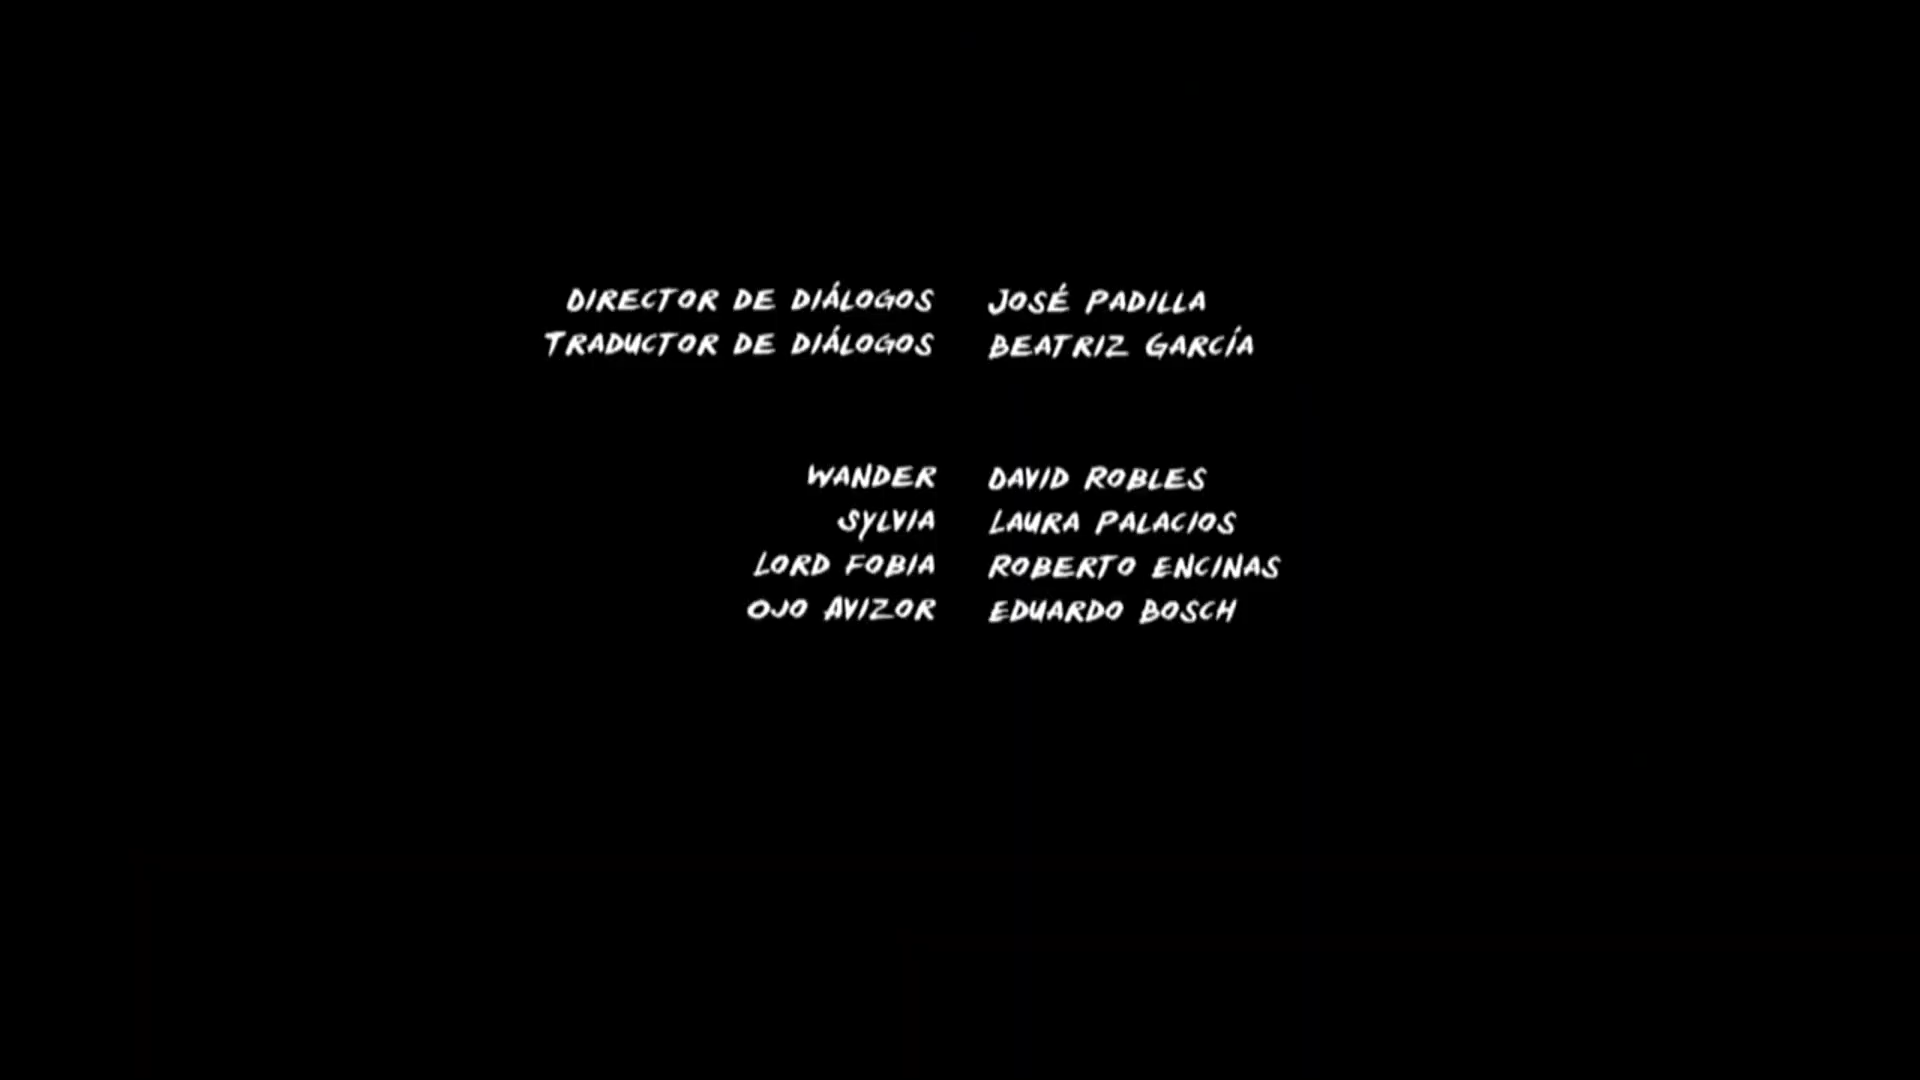 DIRECTOR DE DIÁLOGOS JOSÉ PADILLA
TRADUCTOR DE DIÁLOGOS BEATRIZ GARCÍA
WANDER DAVID ROBLES
SYLVIA LAURA PALACIOS
LORD FOBIA ROBERTO ENCINAS
OJO AVIZOR EDUARDO BOSCH